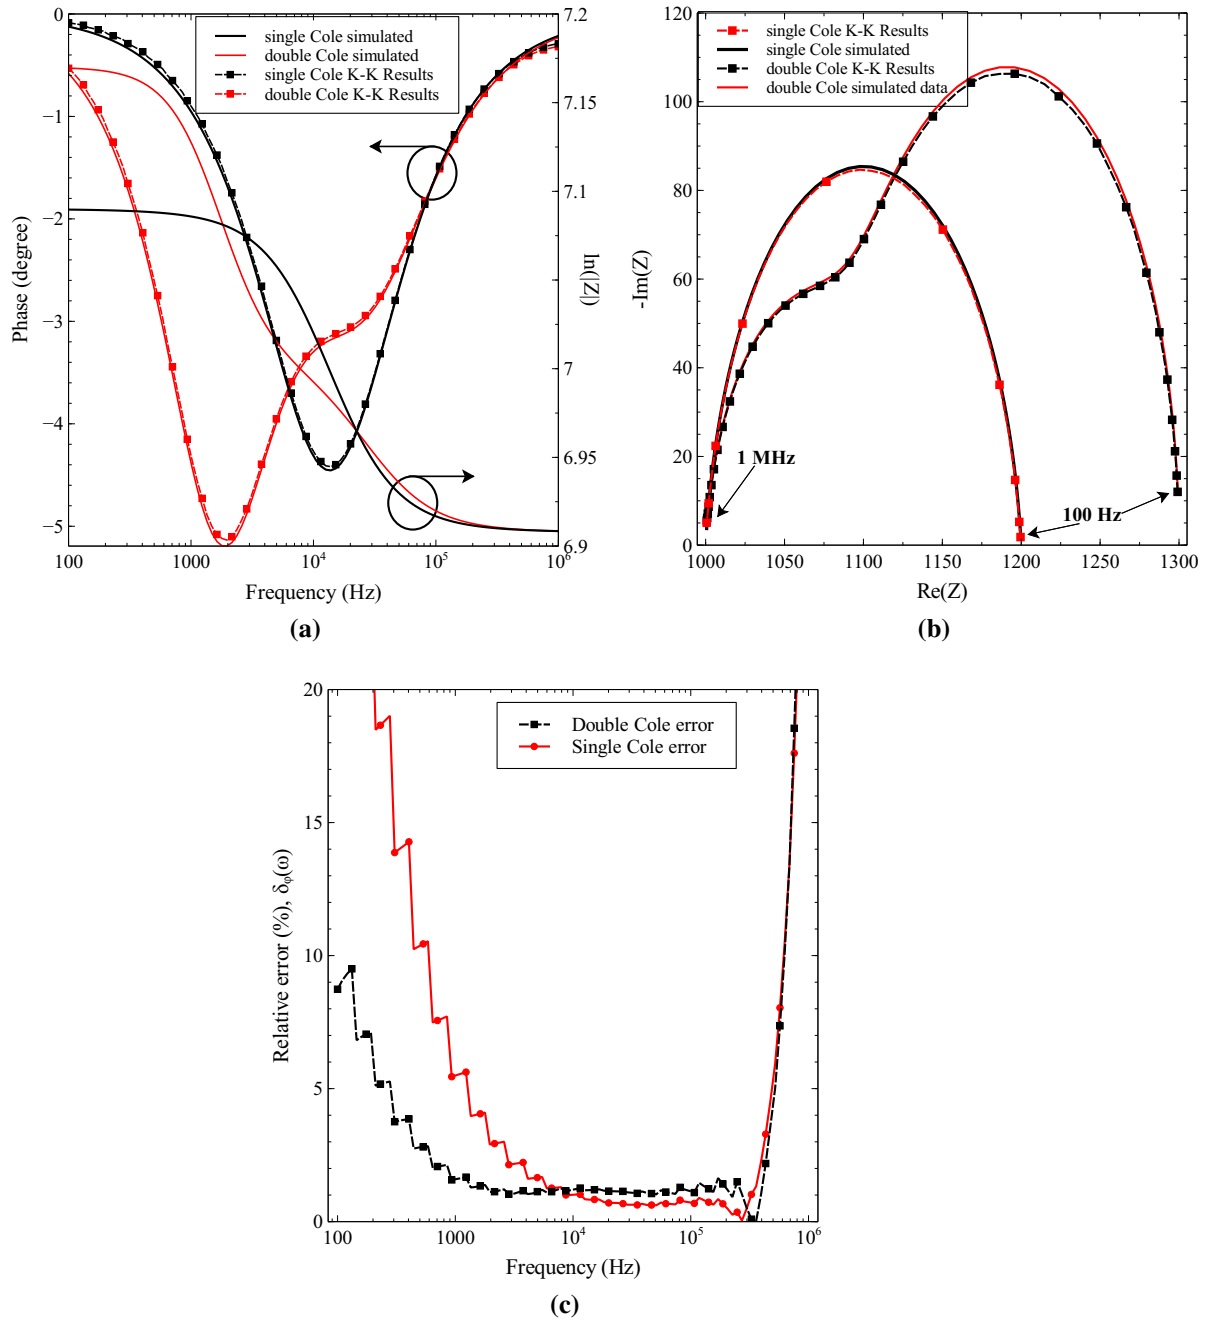 0
−1
−2
−3
−4
−5
Phase (degree)
single Cole simulated
double Cole simulated
single Cole K-K Results
double Cole K-K Results
7.2
7.15
7.1
7.05
7
6.95
6.9
ln(|Z|)
100
1000
10⁴
10⁵
10⁶
Frequency (Hz)
(a)
120
100
80
60
40
20
0
-Im(Z)
single Cole K-K Results
single Cole simulated
double Cole K-K Results
double Cole simulated data
1 MHz
100 Hz
1000
1050
1100
1150
1200
1250
1300
Re(Z)
(b)
20
15
10
5
0
Relative error (%), δφ(ω)
Double Cole error
Single Cole error
100
1000
10⁴
10⁵
10⁶
Frequency (Hz)
(c)